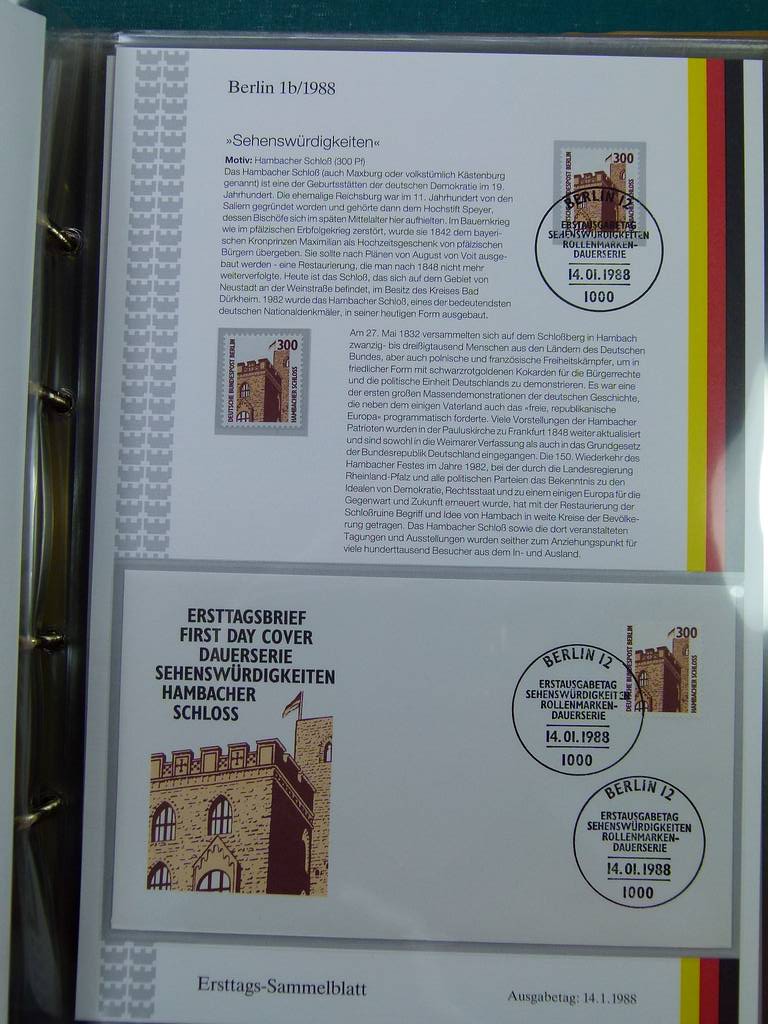 Berlin 1b/1988
»Sehenswürdigkeiten«
Motiv: Hambacher Schloß (300 Pf)
Das Hambacher Schloß (auch Maxburg oder volkstümlich Kästenburg
genannt) ist eine der Geburtsstätten der deutschen Demokratie im 19.
Jahrhundert. Die ehemalige Reichsburg war im 11. Jahrhundert von den
Saliern gegründet worden und gehörte dann dem Hochstift Speyer,
dessen Bischöfe sich im späten Mittelalter hier aufhielten. Im Bauernkrieg
wie im pfälzischen Erbfolgekrieg zerstört, wurde sie 1842 dem bayeri-
schen Kronprinzen Maximilian als Hochzeitsgeschenk von pfälzischen
Bürgern übergeben. Sie sollte nach Plänen von August von Voit ausge-
baut werden - eine Restaurierung, die man nach 1848 nicht mehr
weiterverfolgte. Heute ist das Schloß, das sich auf dem Gebiet von
Neustadt an der Weinstraße befindet, im Besitz des Kreises Bad
Dürkheim. 1982 wurde das Hambacher Schloß, eines der bedeutendsten
deutschen Nationaldenkmäler, in seiner heutigen Form ausgebaut.
300
DEUTSCHE BUNDESPOST BERLIN
BERLIN 12
ERSTAUSGABETAG
SEHENSWÜRDIGKEITEN
ROLLENMARKEN-
DAUERSERIE
14.01.1988
1000
300
DEUTSCHE BUNDESPOST BERLIN
HAMBACHER SCHLOSS
Am 27. Mai 1832 versammelten sich auf dem Schloßberg in Hambach
zwanzig- bis dreißigtausend Menschen aus den Ländern des Deutschen
Bundes, aber auch polnische und französische Freiheitskämpfer, um in
friedlicher Form mit schwarzrotgoldenen Kokarden für die Bürgerrechte
und die politische Einheit Deutschlands zu demonstrieren. Es war eine
der ersten großen Massendemonstrationen der deutschen Geschichte,
die neben dem einigen Vaterland auch das »freie, republikanische
Europa« programmatisch forderte. Viele Vorstellungen der Hambacher
Patrioten wurden in der Pauluskirche zu Frankfurt 1848 weiter aktualisiert
und sind sowohl in die Weimarer Verfassung als auch in das Grundgesetz
der Bundesrepublik Deutschland eingegangen. Die 150. Wiederkehr des
Hambacher Festes im Jahre 1982, bei der durch die Landesregierung
Rheinland-Pfalz und alle politischen Parteien das Bekenntnis zu den
Idealen von Demokratie, Rechtsstaat und zu einem einigen Europa für die
Gegenwart und Zukunft erneuert wurde, hat mit der Restaurierung der
Schloßruine Begriff und Idee von Hambach in weite Kreise der Bevölke-
rung getragen. Das Hambacher Schloß sowie die dort veranstalteten
Tagungen und Ausstellungen wurden seither zum Anziehungspunkt für
viele hunderttausend Besucher aus dem In- und Ausland.
ERSTTAGSBRIEF
FIRST DAY COVER
DAUERSERIE
SEHENSWÜRDIGKEITEN
HAMBACHER
SCHLOSS
300
DEUTSCHE BUNDESPOST BERLIN
HAMBACHER SCHLOSS
BERLIN 12
ERSTAUSGABETAG
SEHENSWÜRDIGKEITEN
ROLLENMARKEN-
DAUERSERIE
14.01.1988
1000
BERLIN 12
ERSTAUSGABETAG
SEHENSWÜRDIGKEITEN
ROLLENMARKEN-
DAUERSERIE
14.01.1988
1000
Ersttags-Sammelblatt
Ausgabetag: 14.1.1988